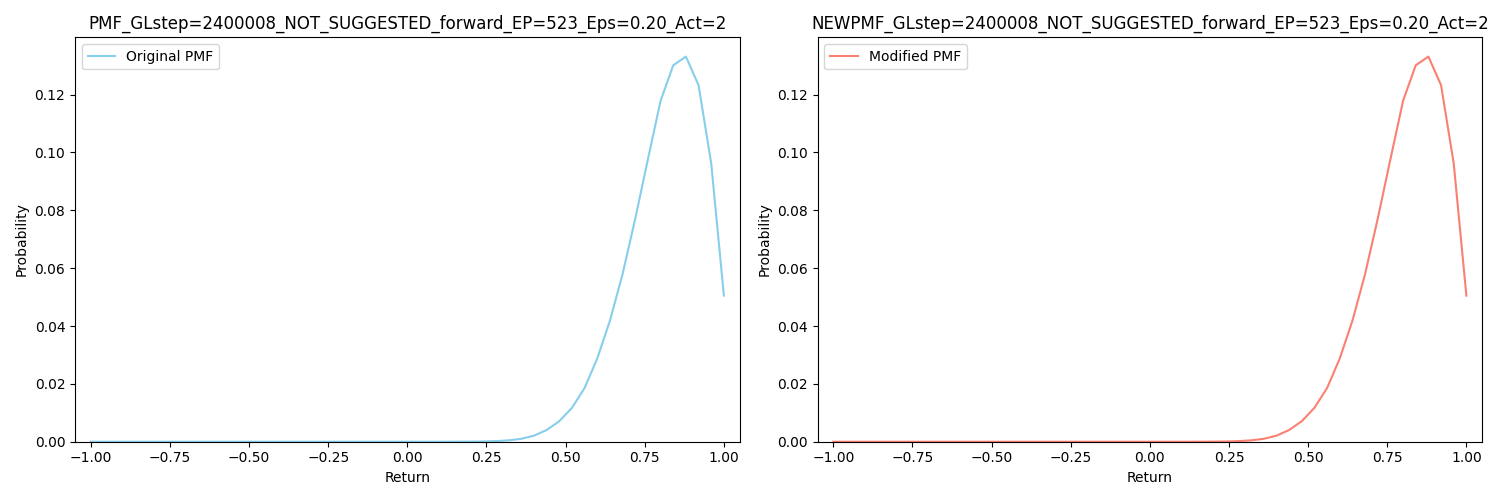 PMF_GLstep=2400008_NOT_SUGGESTED_forward_EP=523_Eps=0.20_Act=2
Original PMF
Probability
0.12
0.10
0.08
0.06
0.04
0.02
0.00
−1.00 −0.75 −0.50 −0.25 0.00 0.25 0.50 0.75 1.00
Return
NEWPMF_GLstep=2400008_NOT_SUGGESTED_forward_EP=523_Eps=0.20_Act=2
Modified PMF
Probability
0.12
0.10
0.08
0.06
0.04
0.02
0.00
−1.00 −0.75 −0.50 −0.25 0.00 0.25 0.50 0.75 1.00
Return